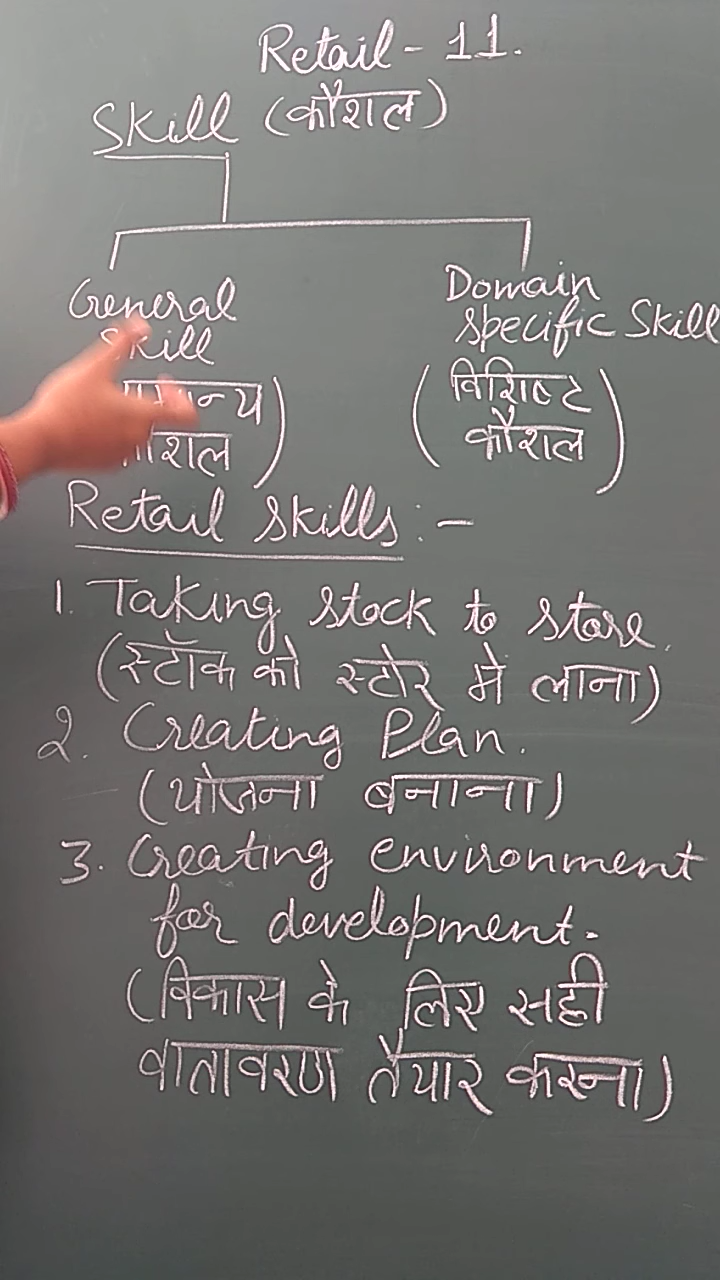 Retail - 11.
Skill (कौशल)
General
Skill
Domain
Specific Skill
(विशिष्ट
कौशल)
Retail Skills :-
1. Taking stock to store.
(स्टॉक को स्टोर मे लाना)
2. Creating Plan.
(योजना बनाना)
3. Creating environment
for development.
(विकास के लिए सही
वातावरण तैयार करना)